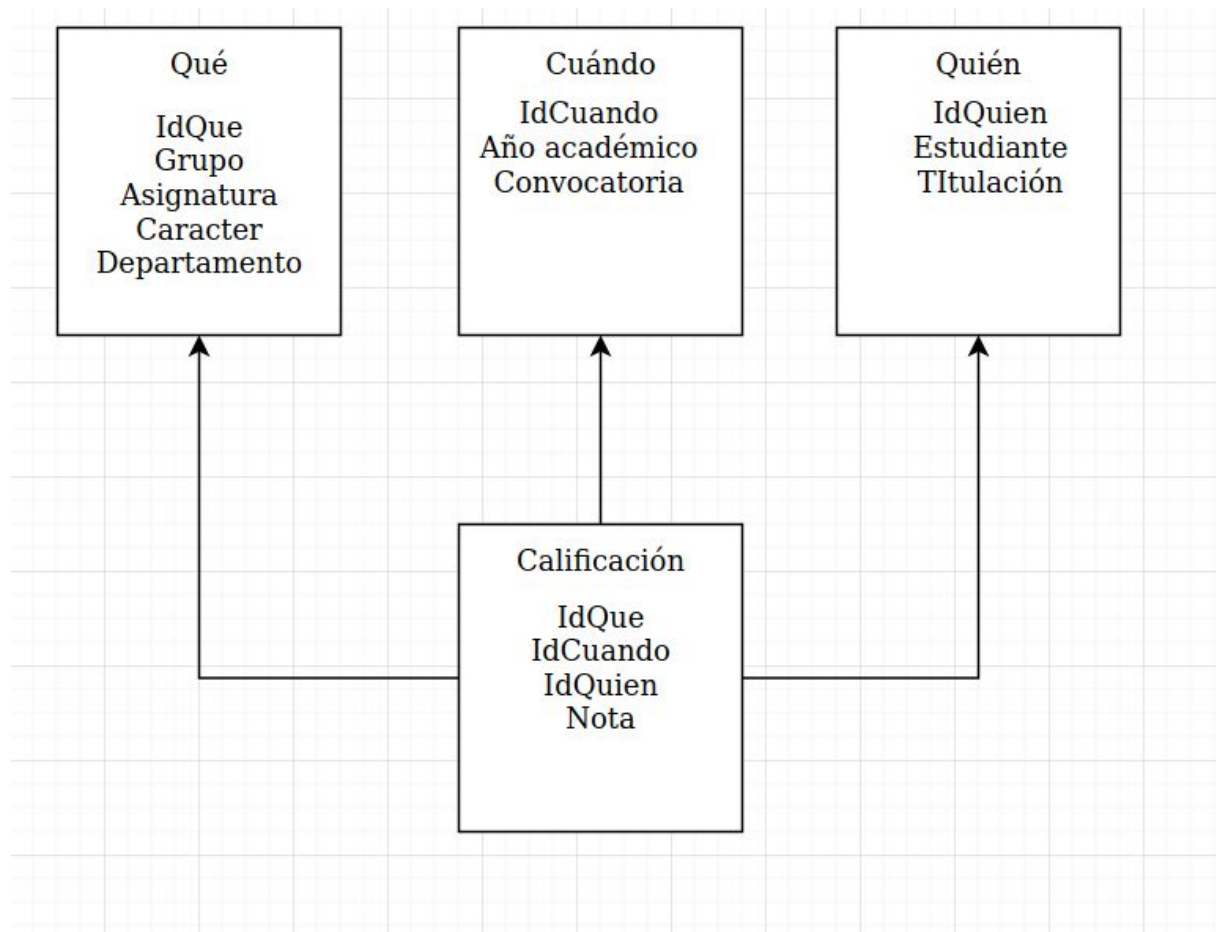 Qué
IdQue
Grupo
Asignatura
Caracter
Departamento
Cuándo
IdCuando
Año académico
Convocatoria
Quién
IdQuien
Estudiante
TItulación
Calificación
IdQue
IdCuando
IdQuien
Nota